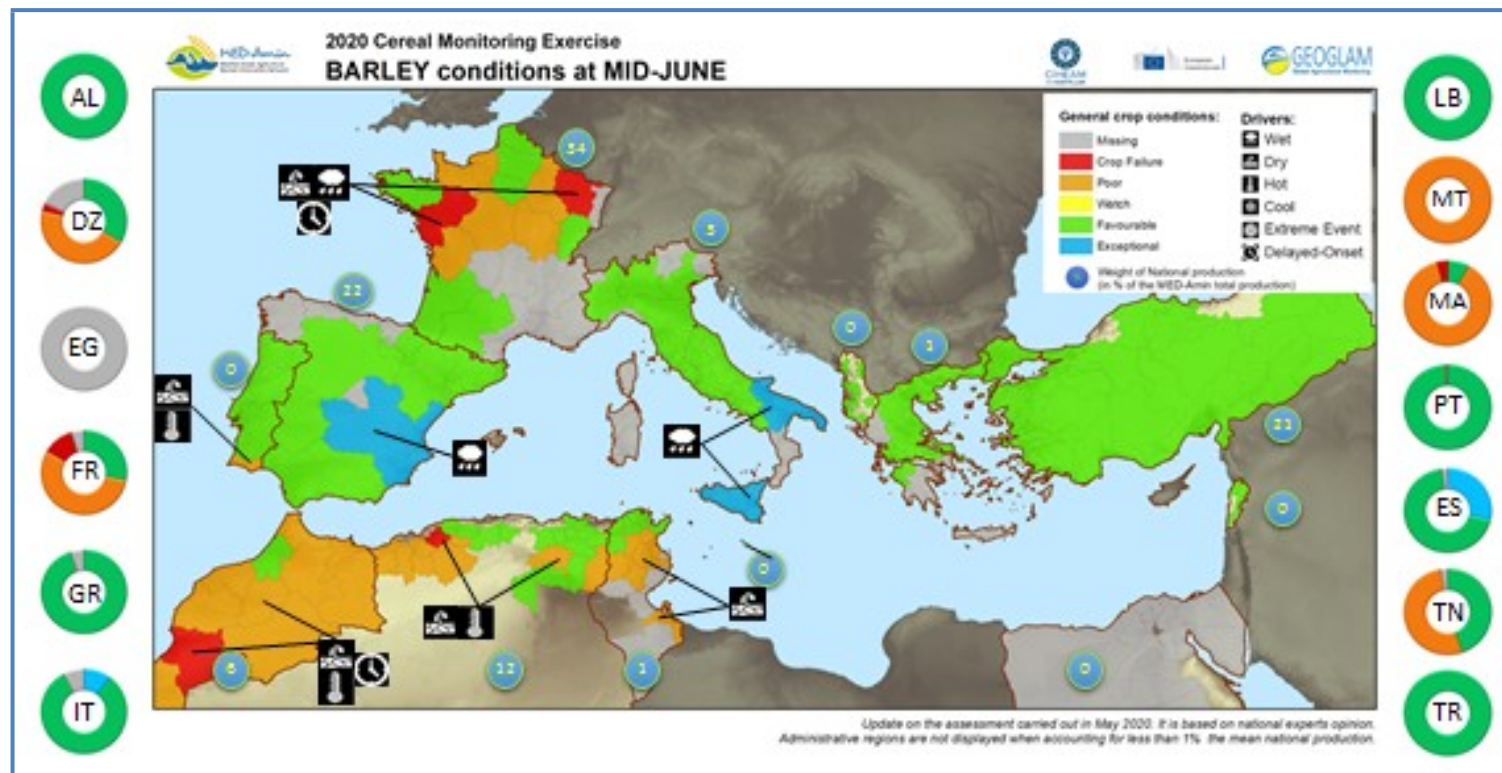 2020 Cereal Monitoring Exercise
BARLEY conditions at MID-JUNE
MED-Amin
CIHEAM
European
GEOGLAM
AL
DZ
EG
FR
GR
IT
LB
MT
MA
PT
ES
TN
TR
General crop conditions:
Missing
Crop Failure
Poor
Watch
Favourable
Exceptional
Weight of National production
(in % of the MED-Amin total production)
Drivers:
Wet
Dry
Hot
Cool
Extreme Event
Delayed-Onset
34
22
0
0
1
21
0
0
12
1
0
Update on the assessment carried out in May 2020. It is based on national experts opinion.
Administrative regions are not displayed when accounting for less than 1% the mean national production.